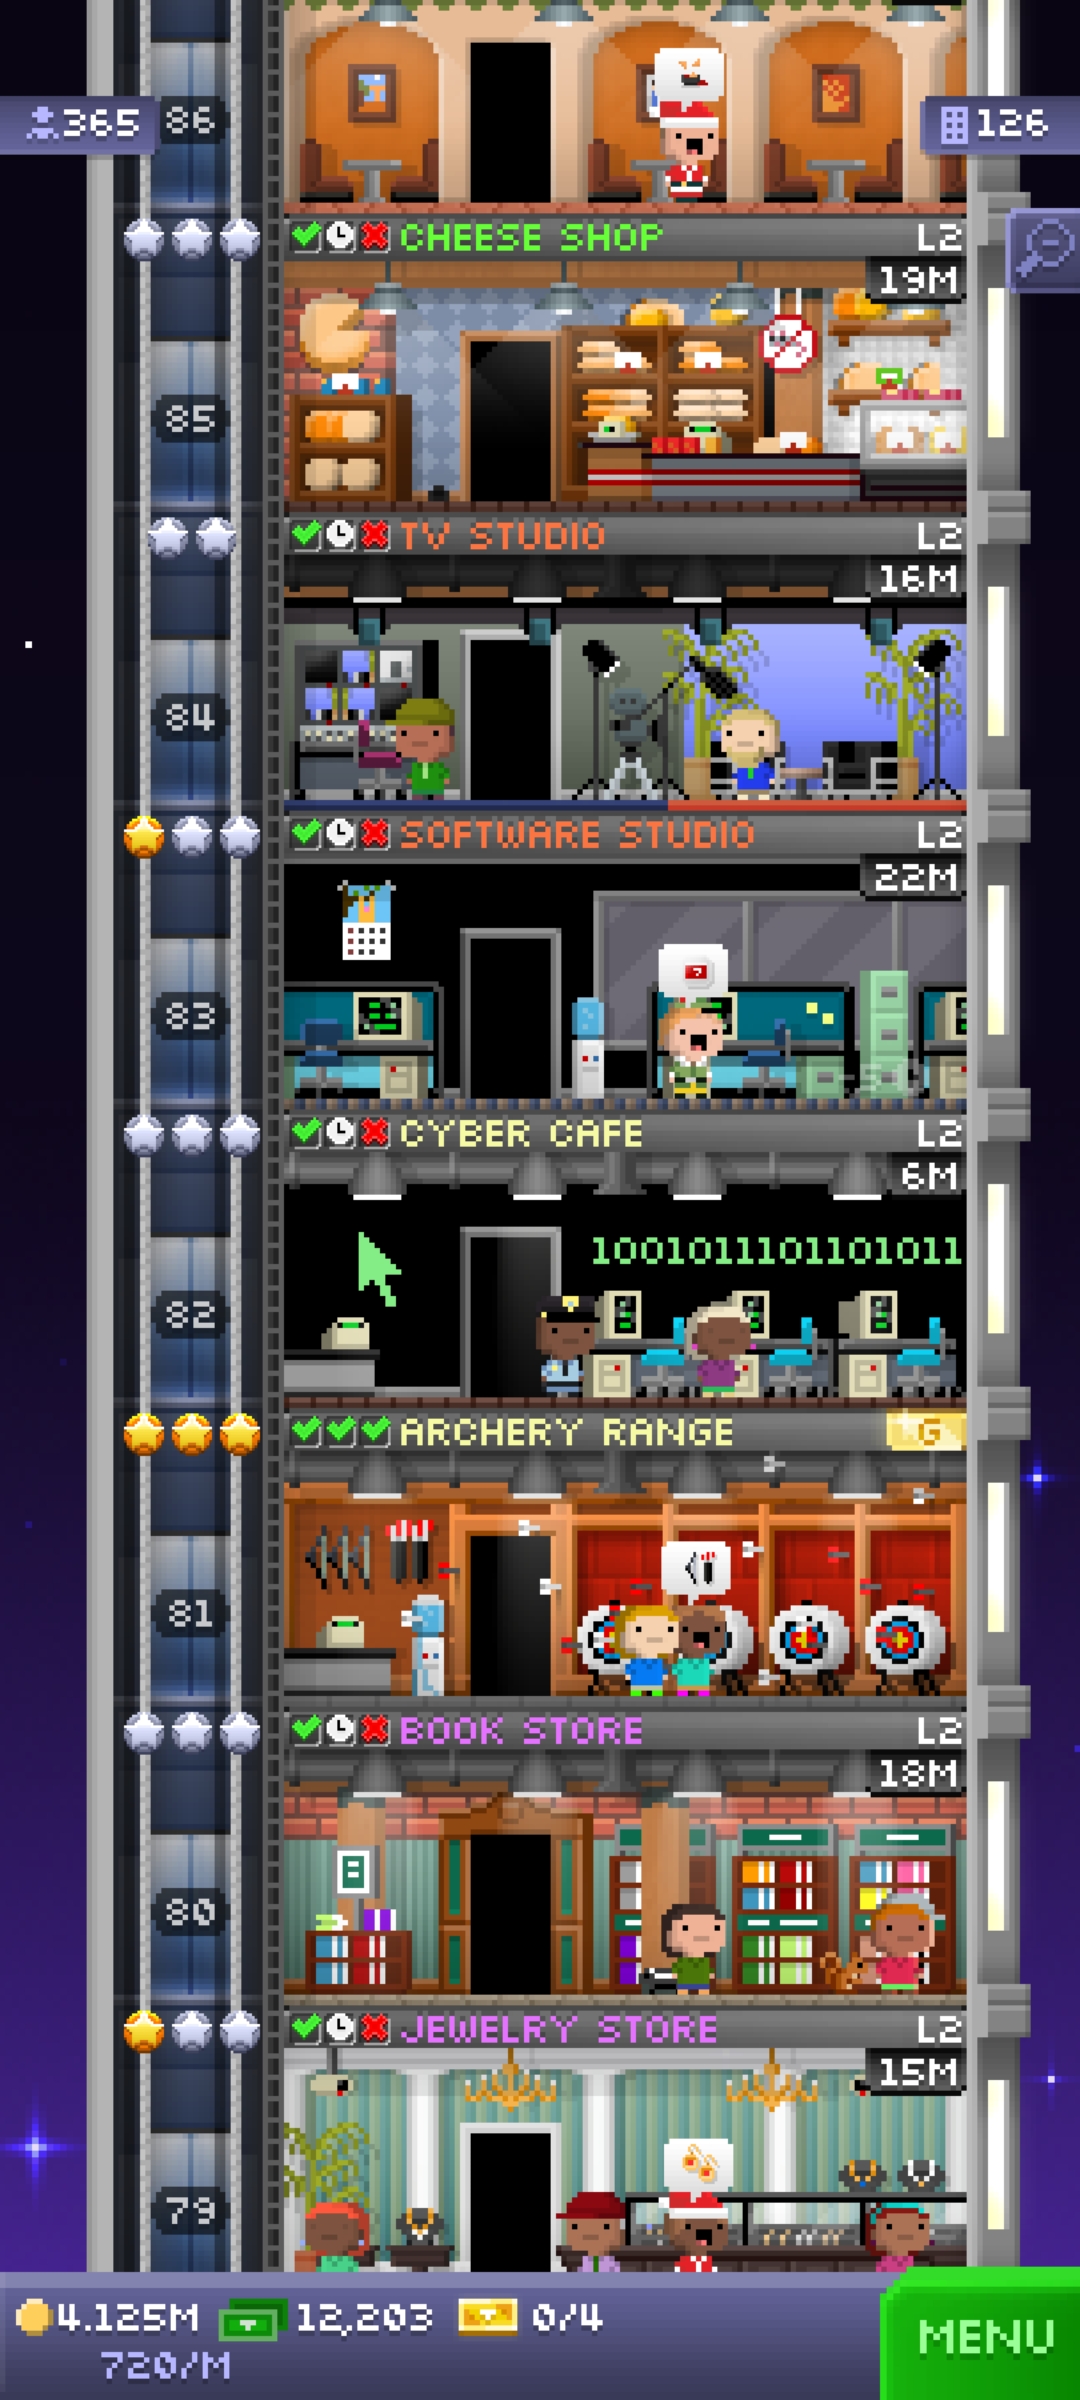 86
365
126
CHEESE SHOP L2
19M
85
TV STUDIO L2
16M
84
SOFTWARE STUDIO L2
22M
83
CYBER CAFE L2
6M
1001011101101011
82
ARCHERY RANGE G
81
BOOK STORE L2
18M
80
JEWELRY STORE L2
15M
79
4.125M 12,203 0/4
720/M
MENU